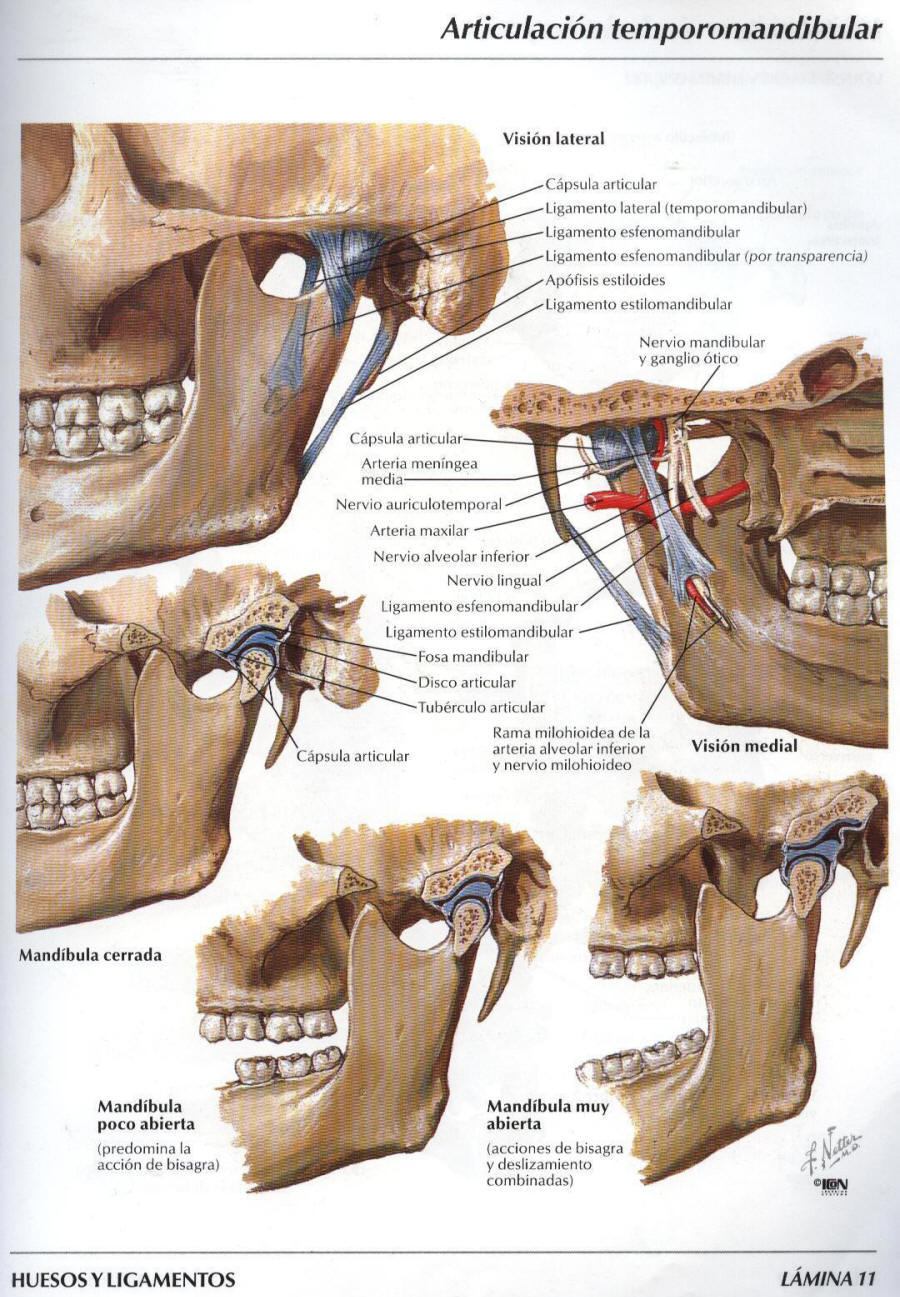 Articulación temporomandibular
Visión lateral
Cápsula articular
Ligamento lateral (temporomandibular)
Ligamento esfenomandibular
Ligamento esfenomandibular (por transparencia)
Apófisis estiloides
Ligamento estilomandibular
Nervio mandibular
y ganglio ótico
Cápsula articular
Arteria meníngea
media
Nervio auriculotemporal
Arteria maxilar
Nervio alveolar inferior
Nervio lingual
Ligamento esfenomandibular
Ligamento estilomandibular
Fosa mandibular
Disco articular
Tubérculo articular
Cápsula articular
Rama milohioidea de la
arteria alveolar inferior
y nervio milohioideo
Visión medial
Mandíbula cerrada
Mandíbula
poco abierta
(predomina la
acción de bisagra)
Mandíbula muy
abierta
(acciones de bisagra
y deslizamiento
combinadas)
F. Netter
M.D.
© ICON
HUESOS Y LIGAMENTOS
LÁMINA 11